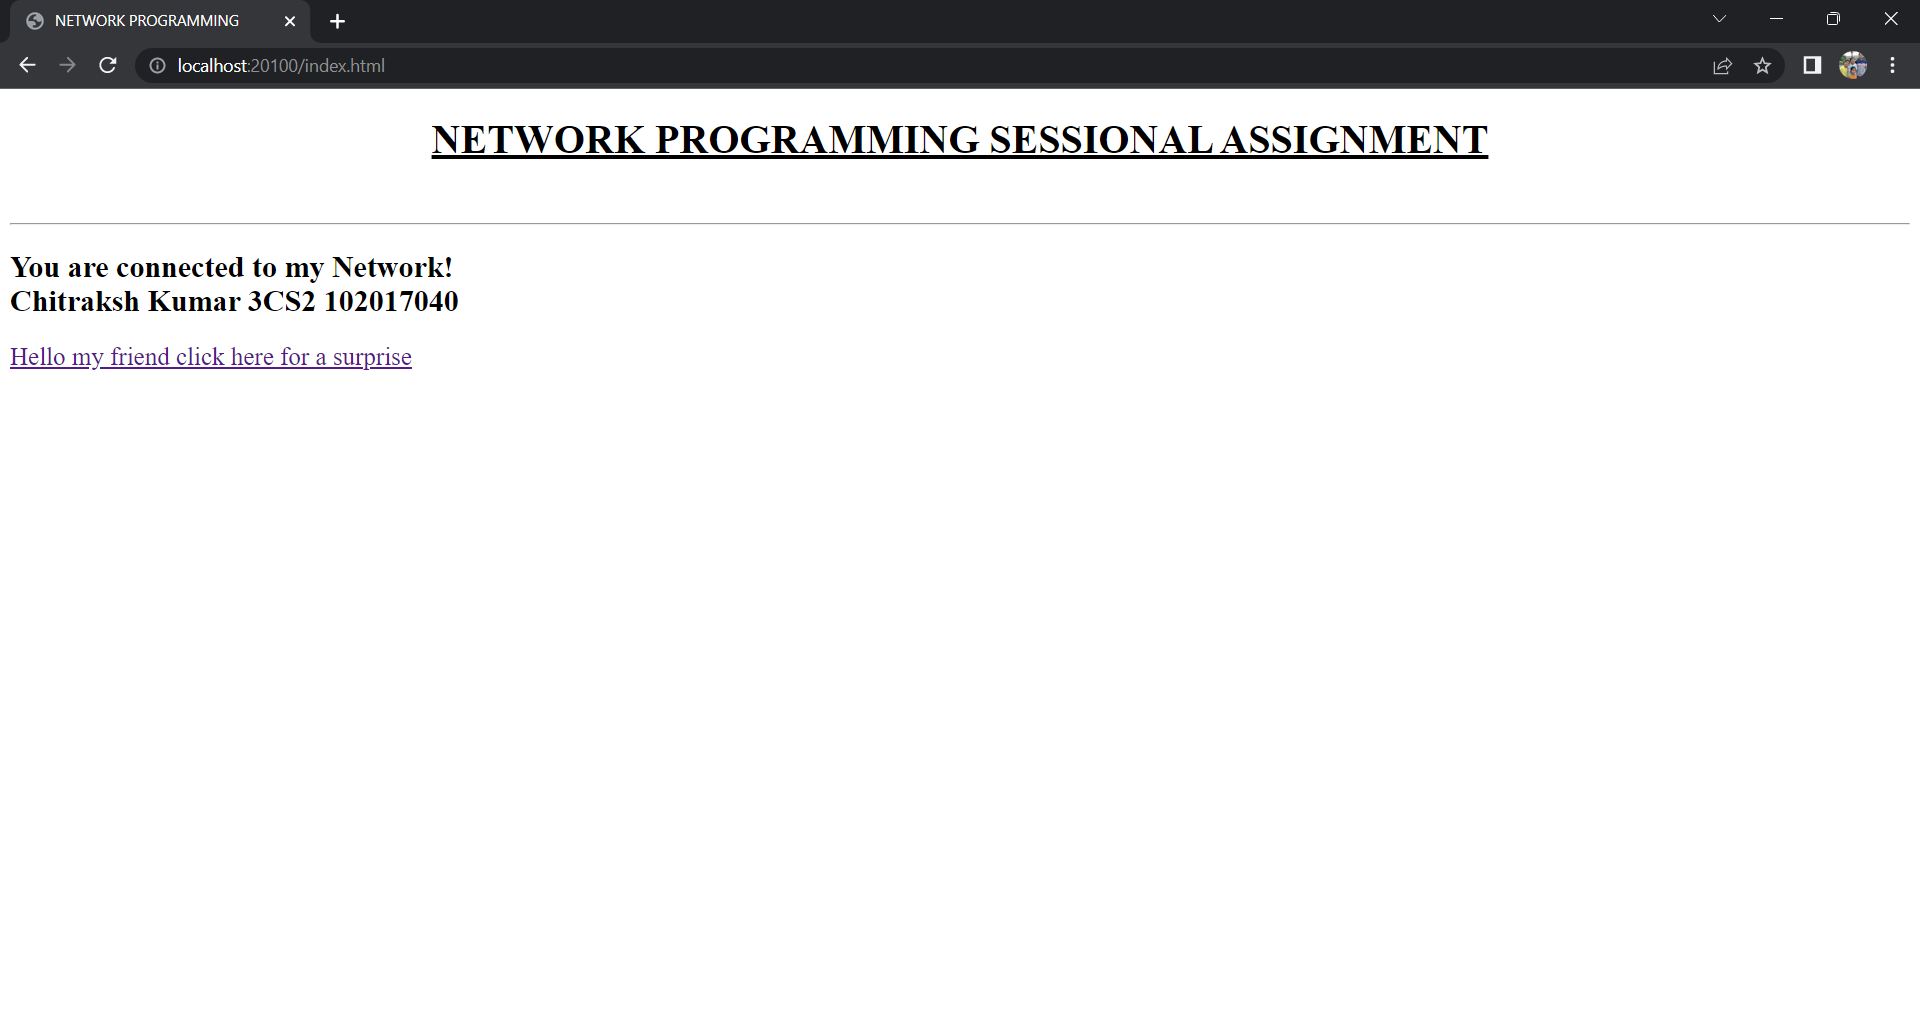 NETWORK PROGRAMMING
localhost:20100/index.html
NETWORK PROGRAMMING SESSIONAL ASSIGNMENT
You are connected to my Network!
Chitraksh Kumar 3CS2 102017040
Hello my friend click here for a surprise